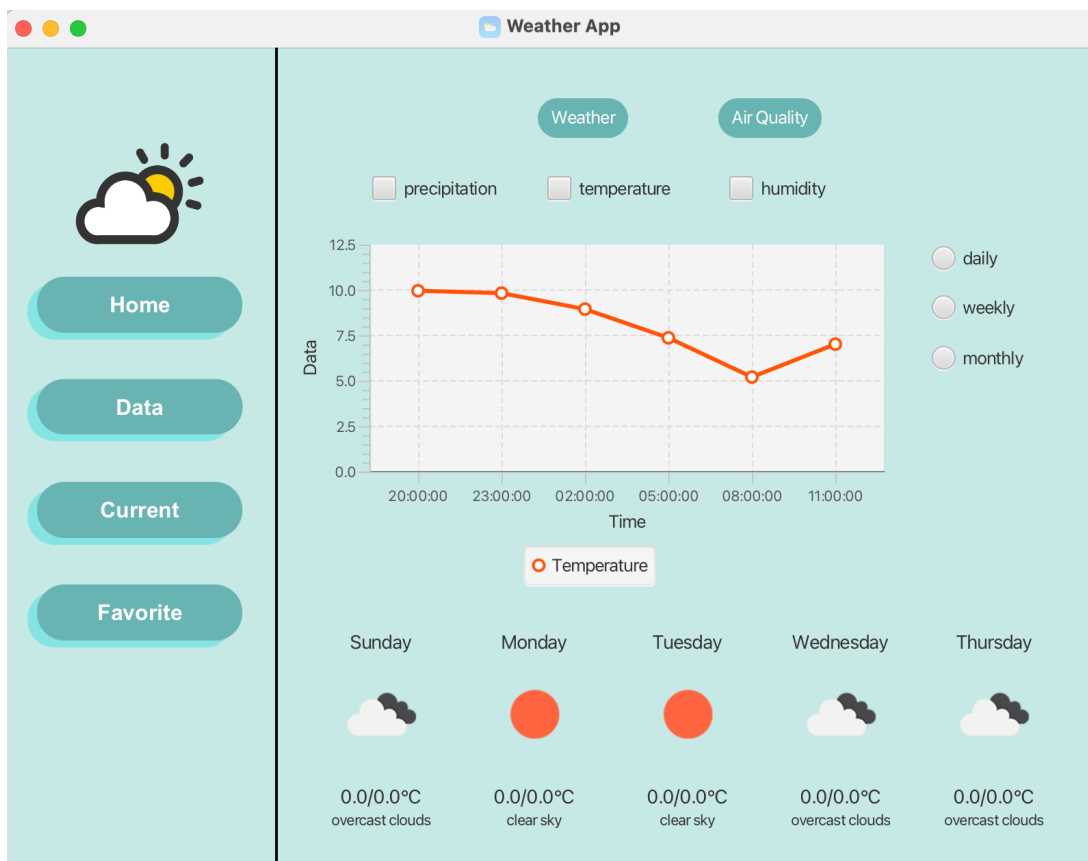 Weather App
Home
Data
Current
Favorite
Weather Air Quality
precipitation temperature humidity
daily
weekly
monthly
12.5
10.0
7.5
5.0
2.5
0.0
Data
20:00:00 23:00:00 02:00:00 05:00:00 08:00:00 11:00:00
Time
Temperature
Sunday Monday Tuesday Wednesday Thursday
0.0/0.0°C 0.0/0.0°C 0.0/0.0°C 0.0/0.0°C 0.0/0.0°C
overcast clouds clear sky clear sky overcast clouds overcast clouds